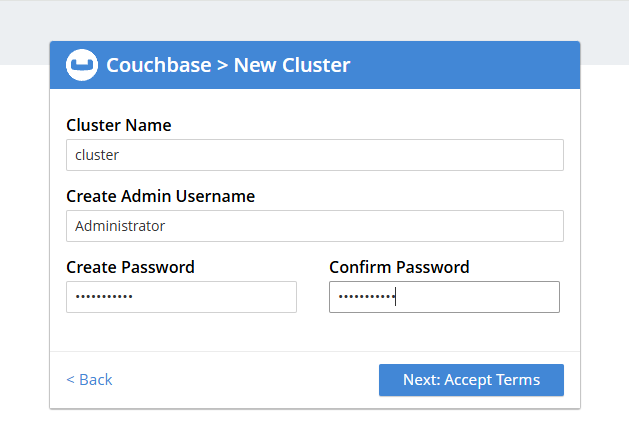 Couchbase > New Cluster
Cluster Name
cluster
Create Admin Username
Administrator
Create Password Confirm Password
••••••••••• •••••••••••
< Back Next: Accept Terms